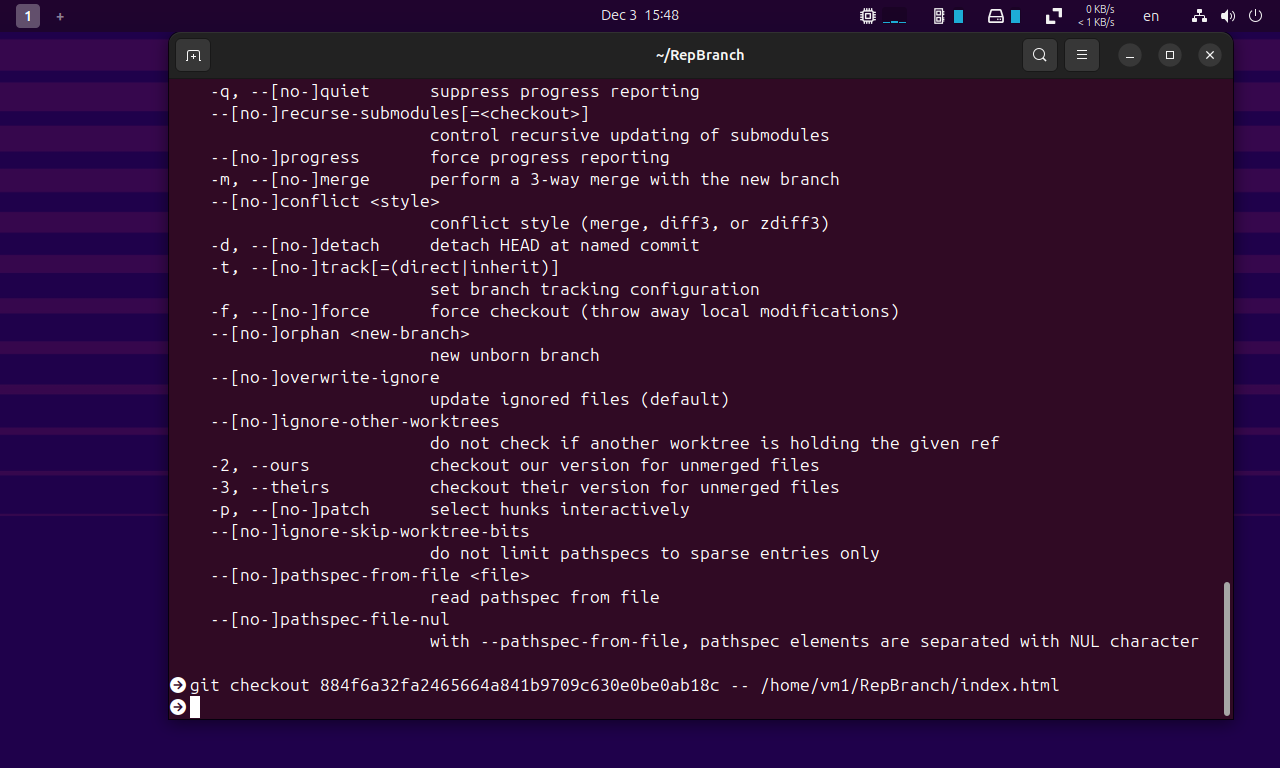 1 + Dec 3 15:48 0 KB/s en
< 1 KB/s
~/RepBranch
-q, --[no-]quiet suppress progress reporting
--[no-]recurse-submodules[=<checkout>]
control recursive updating of submodules
--[no-]progress force progress reporting
-m, --[no-]merge perform a 3-way merge with the new branch
--[no-]conflict <style>
conflict style (merge, diff3, or zdiff3)
-d, --[no-]detach detach HEAD at named commit
-t, --[no-]track[=(direct|inherit)]
set branch tracking configuration
-f, --[no-]force force checkout (throw away local modifications)
--[no-]orphan <new-branch>
new unborn branch
--[no-]overwrite-ignore
update ignored files (default)
--[no-]ignore-other-worktrees
do not check if another worktree is holding the given ref
-2, --ours checkout our version for unmerged files
-3, --theirs checkout their version for unmerged files
-p, --[no-]patch select hunks interactively
--[no-]ignore-skip-worktree-bits
do not limit pathspecs to sparse entries only
--[no-]pathspec-from-file <file>
read pathspec from file
--[no-]pathspec-file-nul
with --pathspec-from-file, pathspec elements are separated with NUL character
git checkout 884f6a32fa2465664a841b9709c630e0be0ab18c -- /home/vm1/RepBranch/index.html